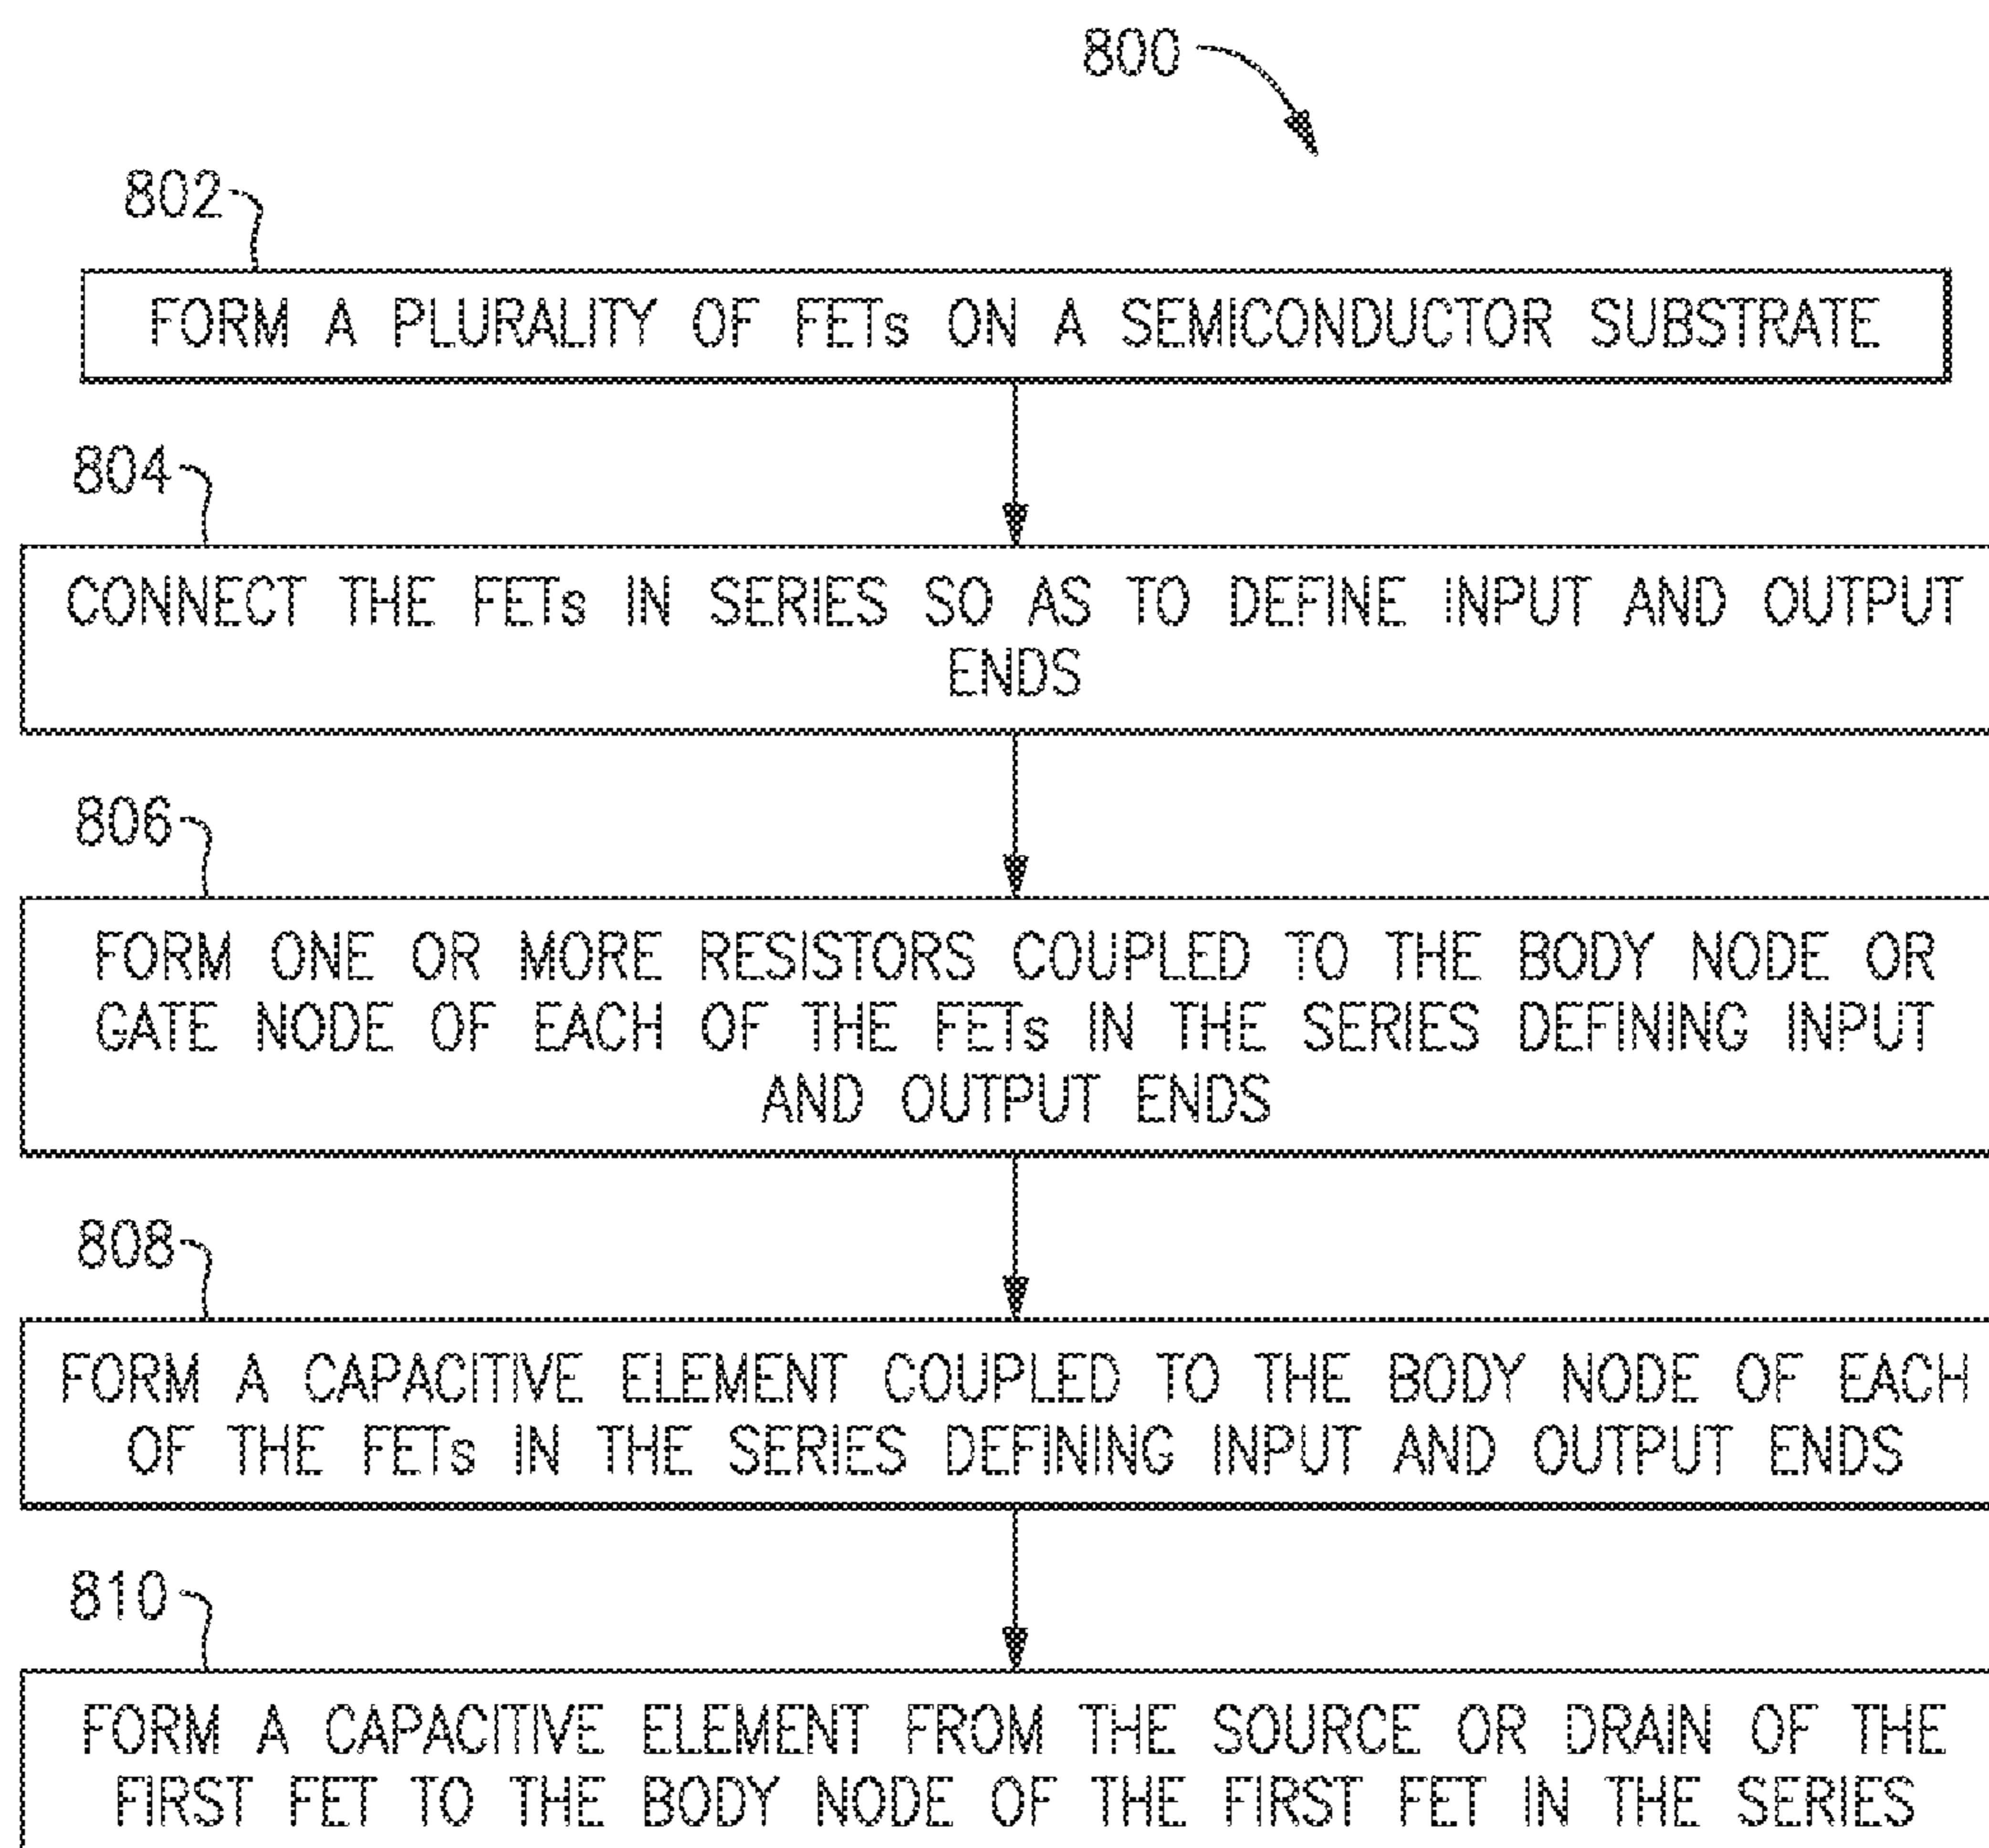 800
802
FORM A PLURALITY OF FETs ON A SEMICONDUCTOR SUBSTRATE
804
CONNECT THE FETs IN SERIES SO AS TO DEFINE INPUT AND OUTPUT
ENDS
806
FORM ONE OR MORE RESISTORS COUPLED TO THE BODY NODE OR
GATE NODE OF EACH OF THE FETs IN THE SERIES DEFINING INPUT
AND OUTPUT ENDS
808
FORM A CAPACITIVE ELEMENT COUPLED TO THE BODY NODE OF EACH
OF THE FETs IN THE SERIES DEFINING INPUT AND OUTPUT ENDS
810
FORM A CAPACITIVE ELEMENT FROM THE SOURCE OR DRAIN OF THE
FIRST FET TO THE BODY NODE OF THE FIRST FET IN THE SERIES